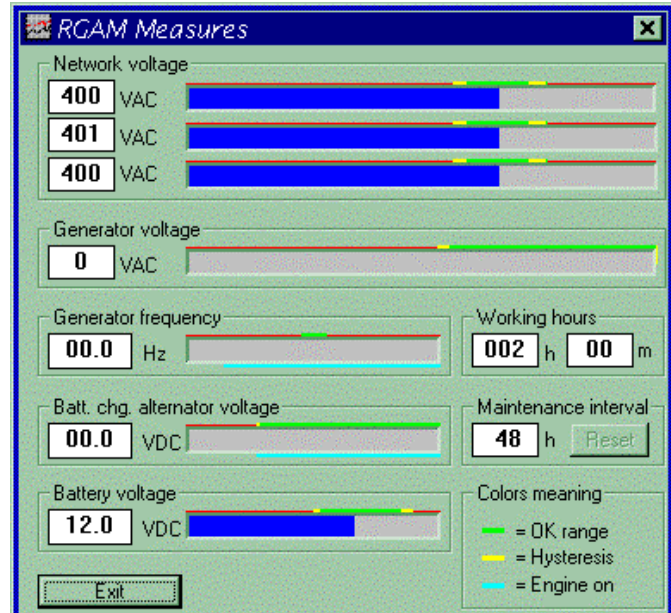 RGAM Measures
Network voltage
400 VAC
401 VAC
400 VAC
Generator voltage
0 VAC
Generator frequency
00.0 Hz
Working hours
002 h 00 m
Batt. chg. alternator voltage
00.0 VDC
Maintenance interval
48 h Reset
Battery voltage
12.0 VDC
Colors meaning
= OK range
= Hysteresis
= Engine on
Exit